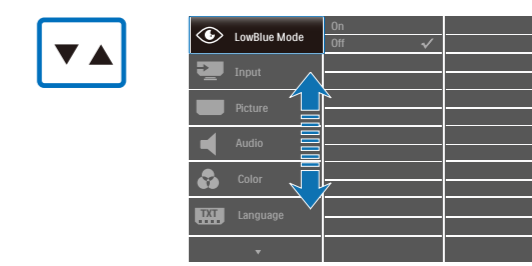 LowBlue Mode
On
Off
Input
Picture
Audio
Color
TXT
Language